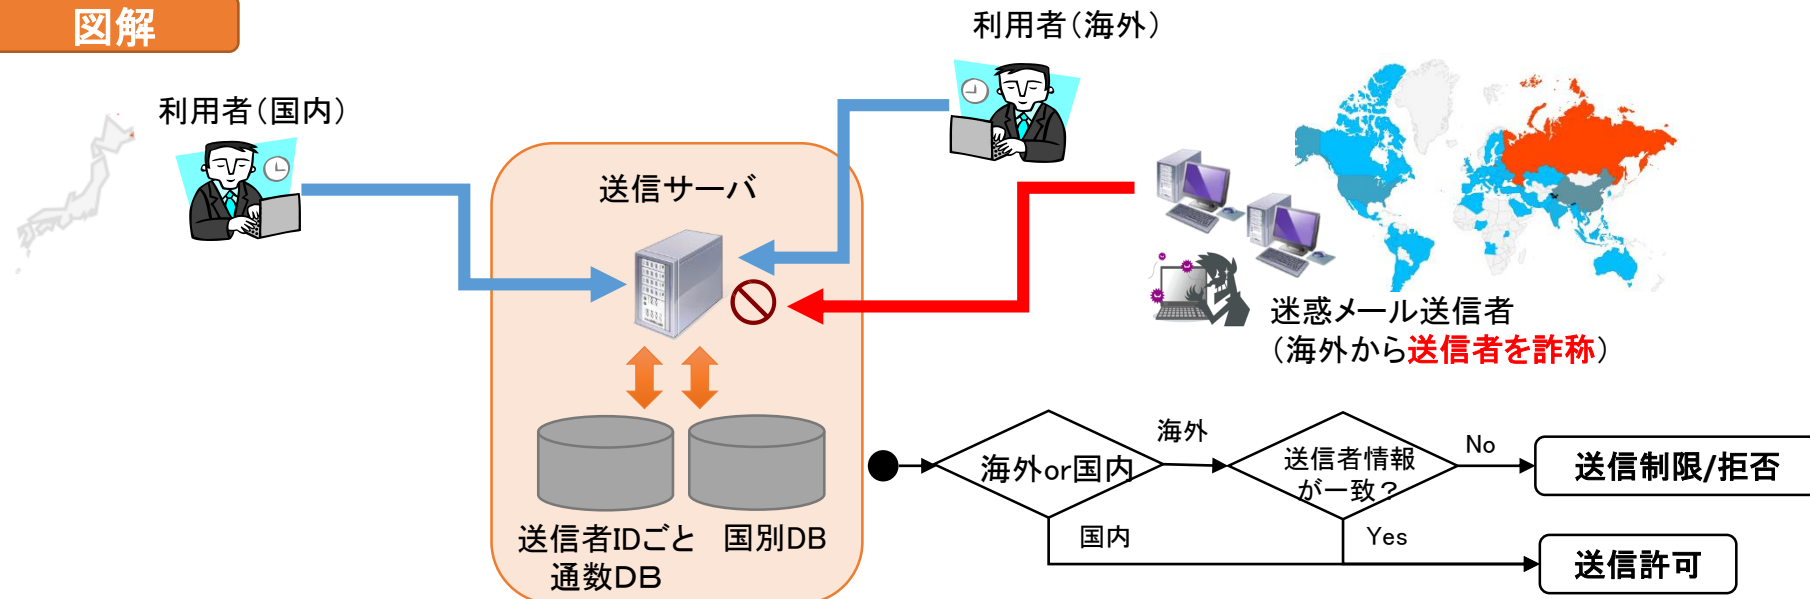 図解
利用者(海外)
利用者(国内)
送信サーバ
迷惑メール送信者
(海外から送信者を詐称)
海外or国内
海外
送信者情報
が一致?
No
送信制限/拒否
国内
Yes
送信許可
送信者IDごと
通数DB
国別DB